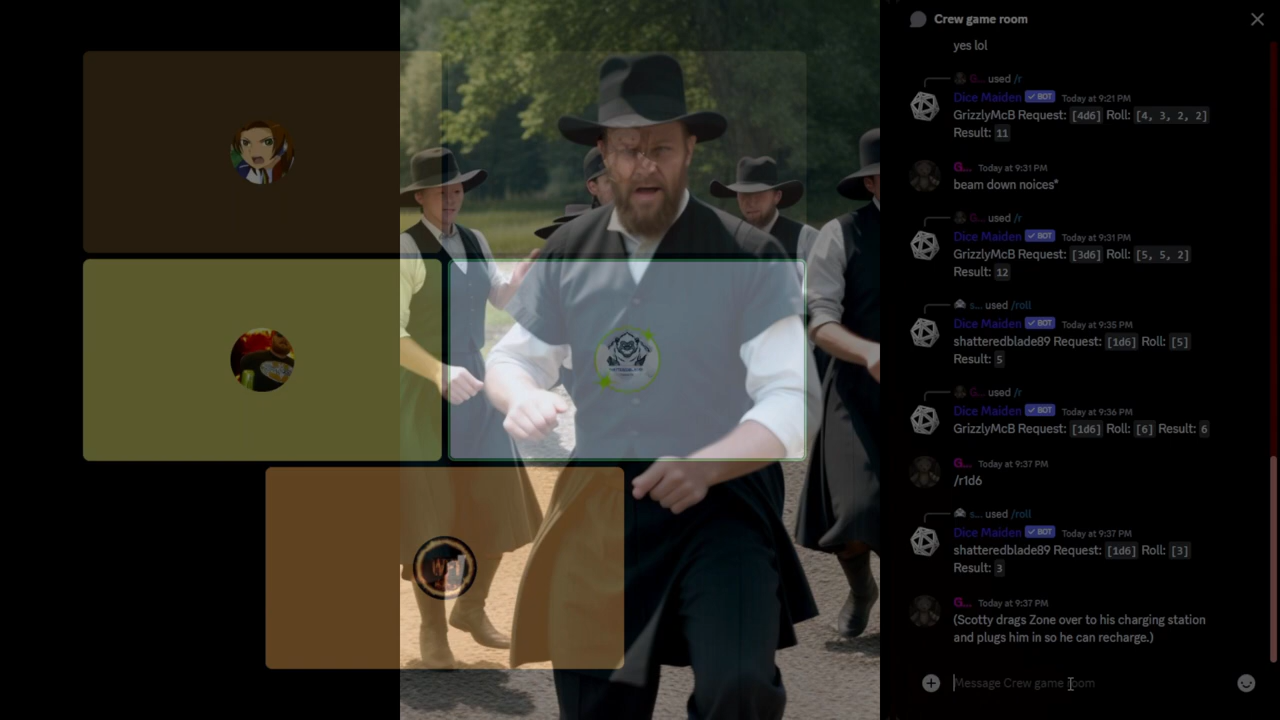 Crew game room
yes lol
G... used /r
Dice Maiden ✓ BOT Today at 9:21 PM
GrizzlyMcB Request: [4d6] Roll: [4, 3, 2, 2]
Result: 11
G... Today at 9:31 PM
beam down noices*
G... used /r
Dice Maiden ✓ BOT Today at 9:31 PM
GrizzlyMcB Request: [3d6] Roll: [5, 5, 2]
Result: 12
s... used /roll
Dice Maiden ✓ BOT Today at 9:35 PM
shatteredblade89 Request: [1d6] Roll: [5]
Result: 5
G... used /r
Dice Maiden ✓ BOT Today at 9:36 PM
GrizzlyMcB Request: [1d6] Roll: [6] Result: 6
G... Today at 9:37 PM
/r1d6
s... used /roll
Dice Maiden ✓ BOT Today at 9:37 PM
shatteredblade89 Request: [1d6] Roll: [3]
Result: 3
G... Today at 9:37 PM
(Scotty drags Zone over to his charging station
and plugs him in so he can recharge.)
Message Crew game room